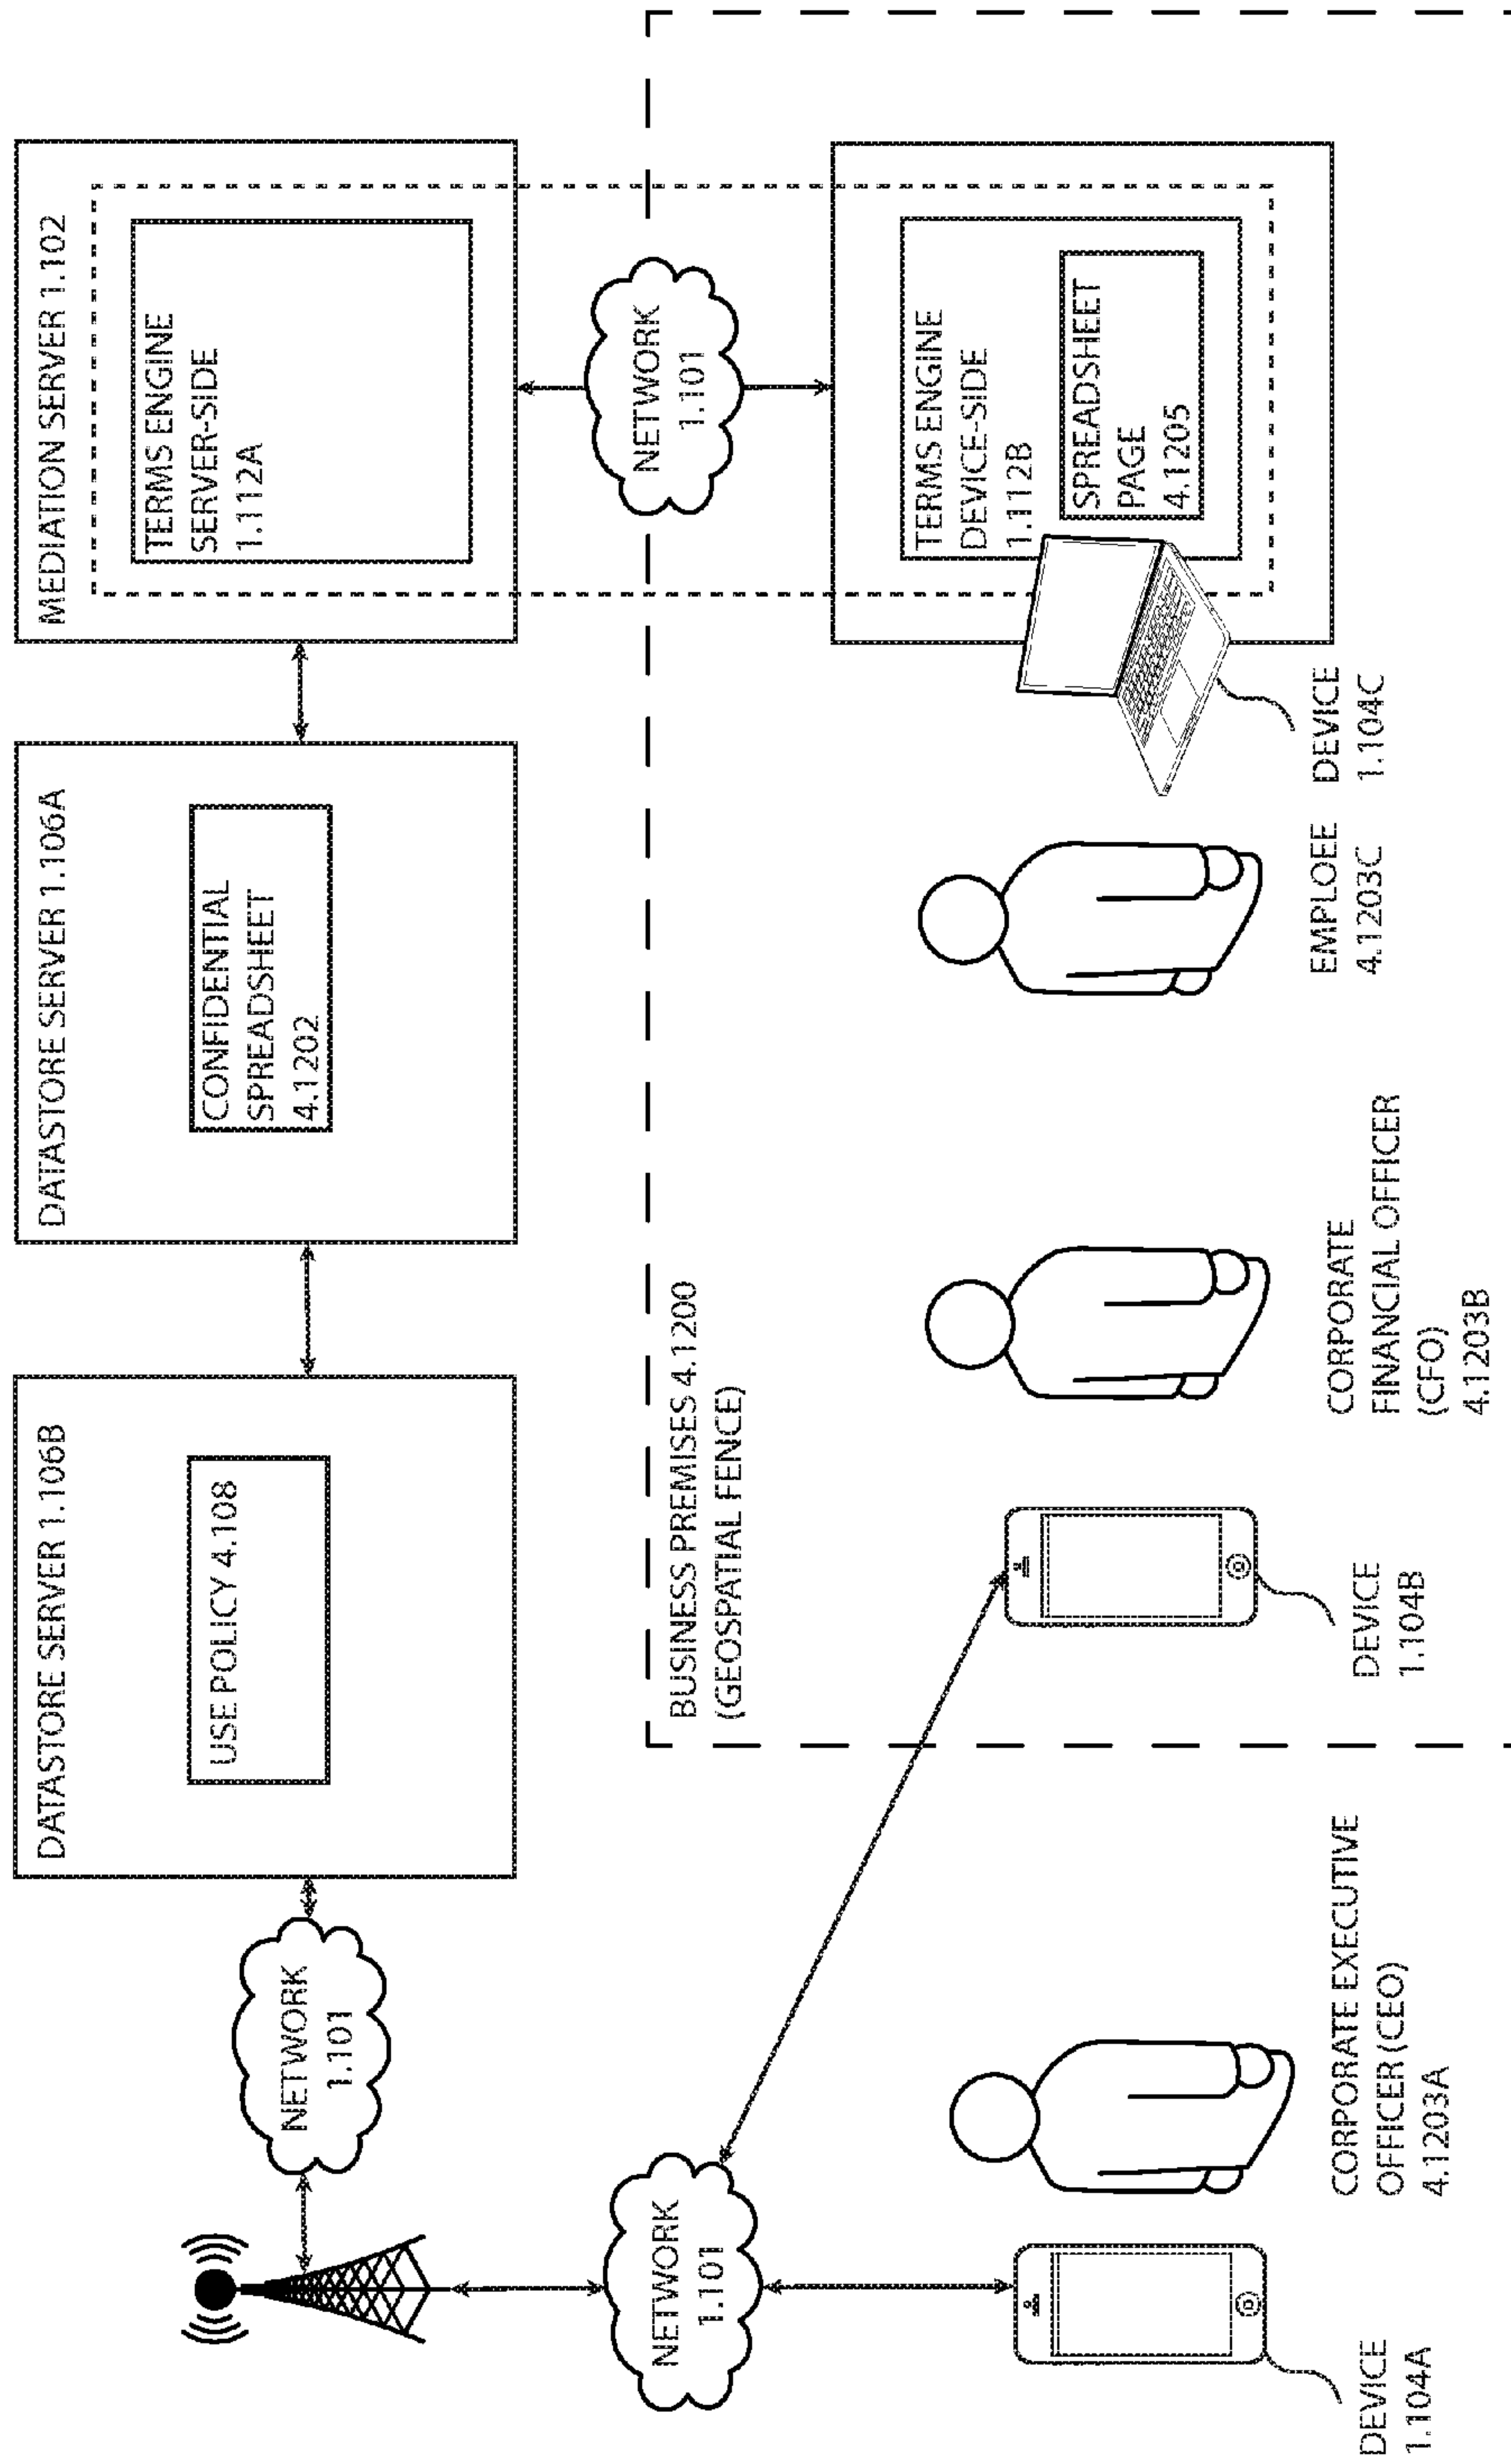 DATASTORE SERVER 1.106B
USE POLICY 4.108
DATASTORE SERVER 1.106A
CONFIDENTIAL
SPREADSHEET
4.1202
MEDIATION SERVER 1.102
TERMS ENGINE
SERVER-SIDE
1.112A
NETWORK
1.101
NETWORK
1.101
NETWORK
1.101
BUSINESS PREMISES 4.1200
(GEOSPATIAL FENCE)
TERMS ENGINE
DEVICE-SIDE
1.112B
SPREADSHEET
PAGE
4.1205
DEVICE
1.104A
CORPORATE EXECUTIVE
OFFICER (CEO)
4.1203A
DEVICE
1.104B
CORPORATE
FINANCIAL OFFICER
(CFO)
4.1203B
EMPLOEE
4.1203C
DEVICE
1.104C